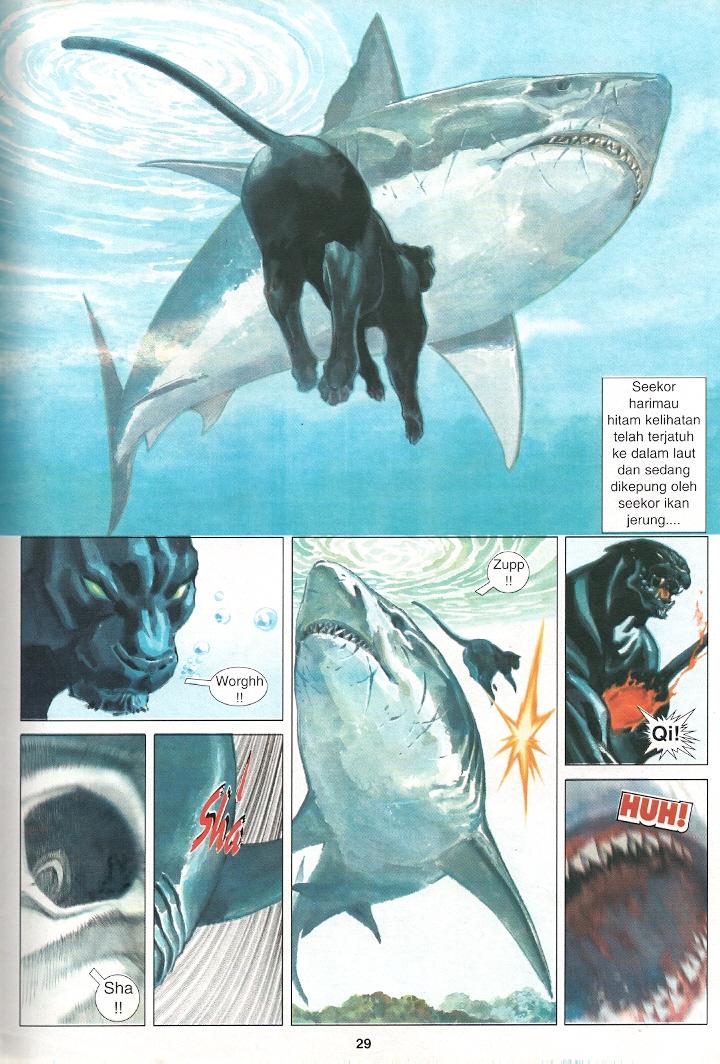 Seekor
harimau
hitam kelihatan
telah terjatuh
ke dalam laut
dan sedang
dikepung oleh
seekor ikan
jerung....
Worghh
!!
Zupp
!!
Qi!
Sha
!!
Sha!
HUH!
29